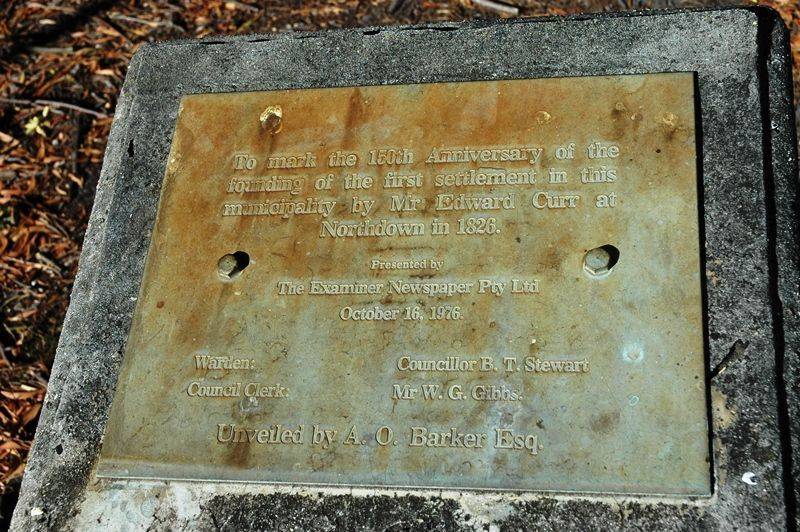 To mark the 150th Anniversary of the
founding of the first settlement in this
municipality by Mr Edward Curr at
Northdown in 1826.
Presented by
The Examiner Newspaper Pty Ltd
October 16, 1976.
Warden: Councillor B. T. Stewart
Council Clerk: Mr W. G. Gibbs.
Unveiled by A. O. Barker Esq.